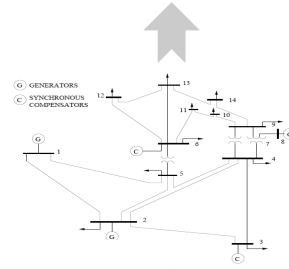 G GENERATORS
C SYNCHRONOUS
COMPENSATORS
13
12
14
11
10
G
9
C
6
7
C
8
1
4
5
2
G
3
C